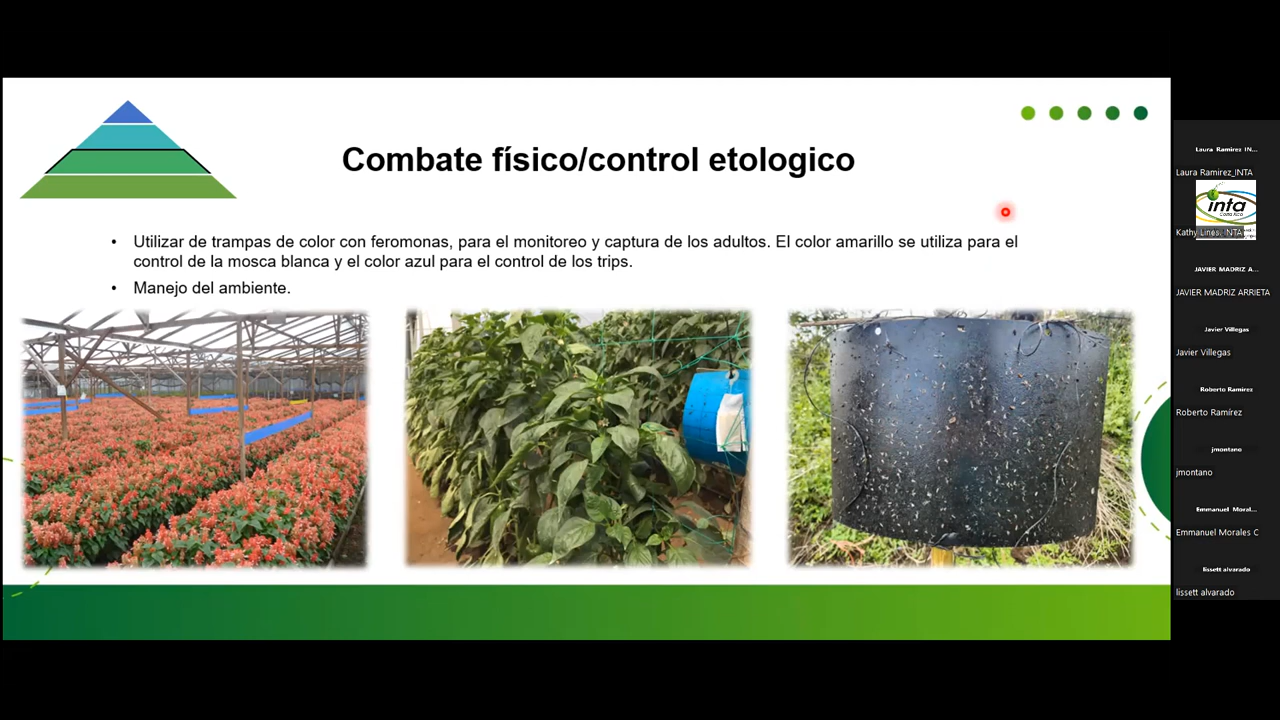 Combate físico/control etologico
• Utilizar de trampas de color con feromonas, para el monitoreo y captura de los adultos. El color amarillo se utiliza para el
control de la mosca blanca y el color azul para el control de los trips.
• Manejo del ambiente.
Laura Ramirez IN...
Laura Ramirez_INTA
inta
Costa Rica
Kathy Lines, INTA
JAVIER MADRIZ A...
JAVIER MADRIZ ARRIETA
Javier Villegas
Javier Villegas
Roberto Ramírez
Roberto Ramírez
jmontano
jmontano
Emmanuel Moral...
Emmanuel Morales C
lissett alvarado
lissett alvarado